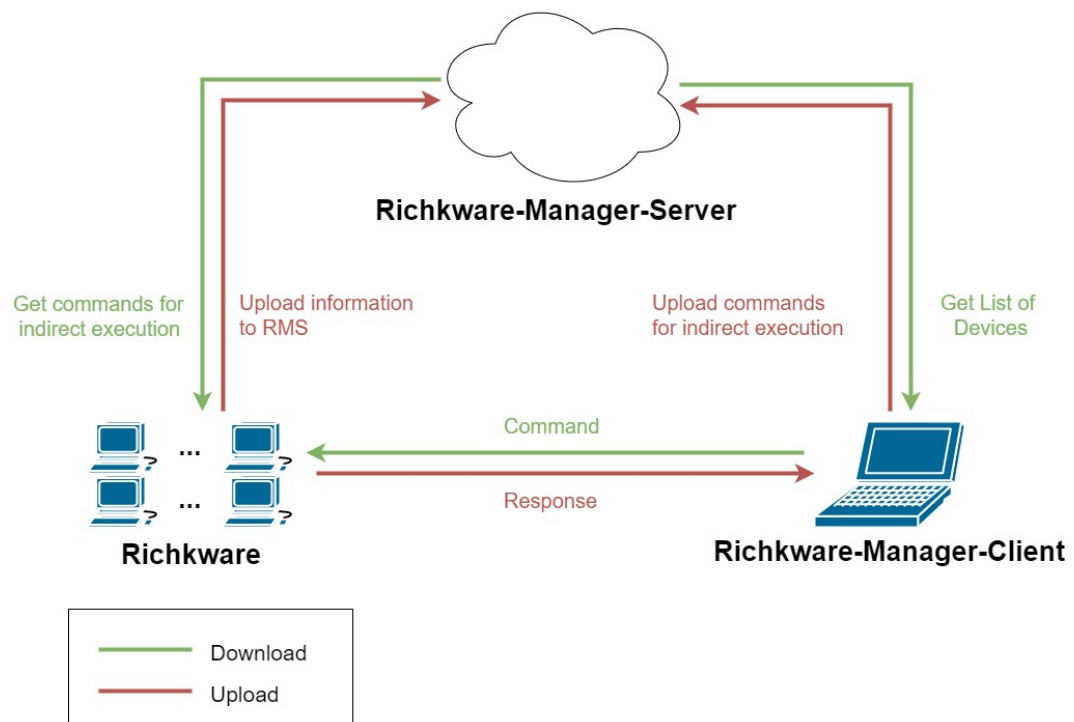 Richkware-Manager-Server
Get commands for
indirect execution
Upload information
to RMS
Upload commands
for indirect execution
Get List of
Devices
Command
... ...
Response
Richkware
Richkware-Manager-Client
Download
Upload